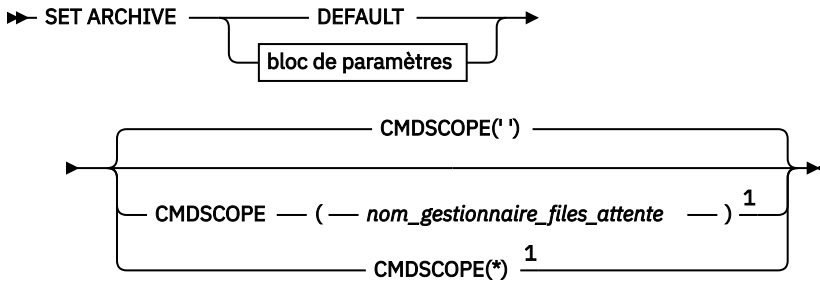 SET ARCHIVE DEFAULT
bloc de paramètres
CMDSCOPE(' ')
CMDSCOPE ( nom_gestionnaire_files_attente ) 1
CMDSCOPE(*) 1